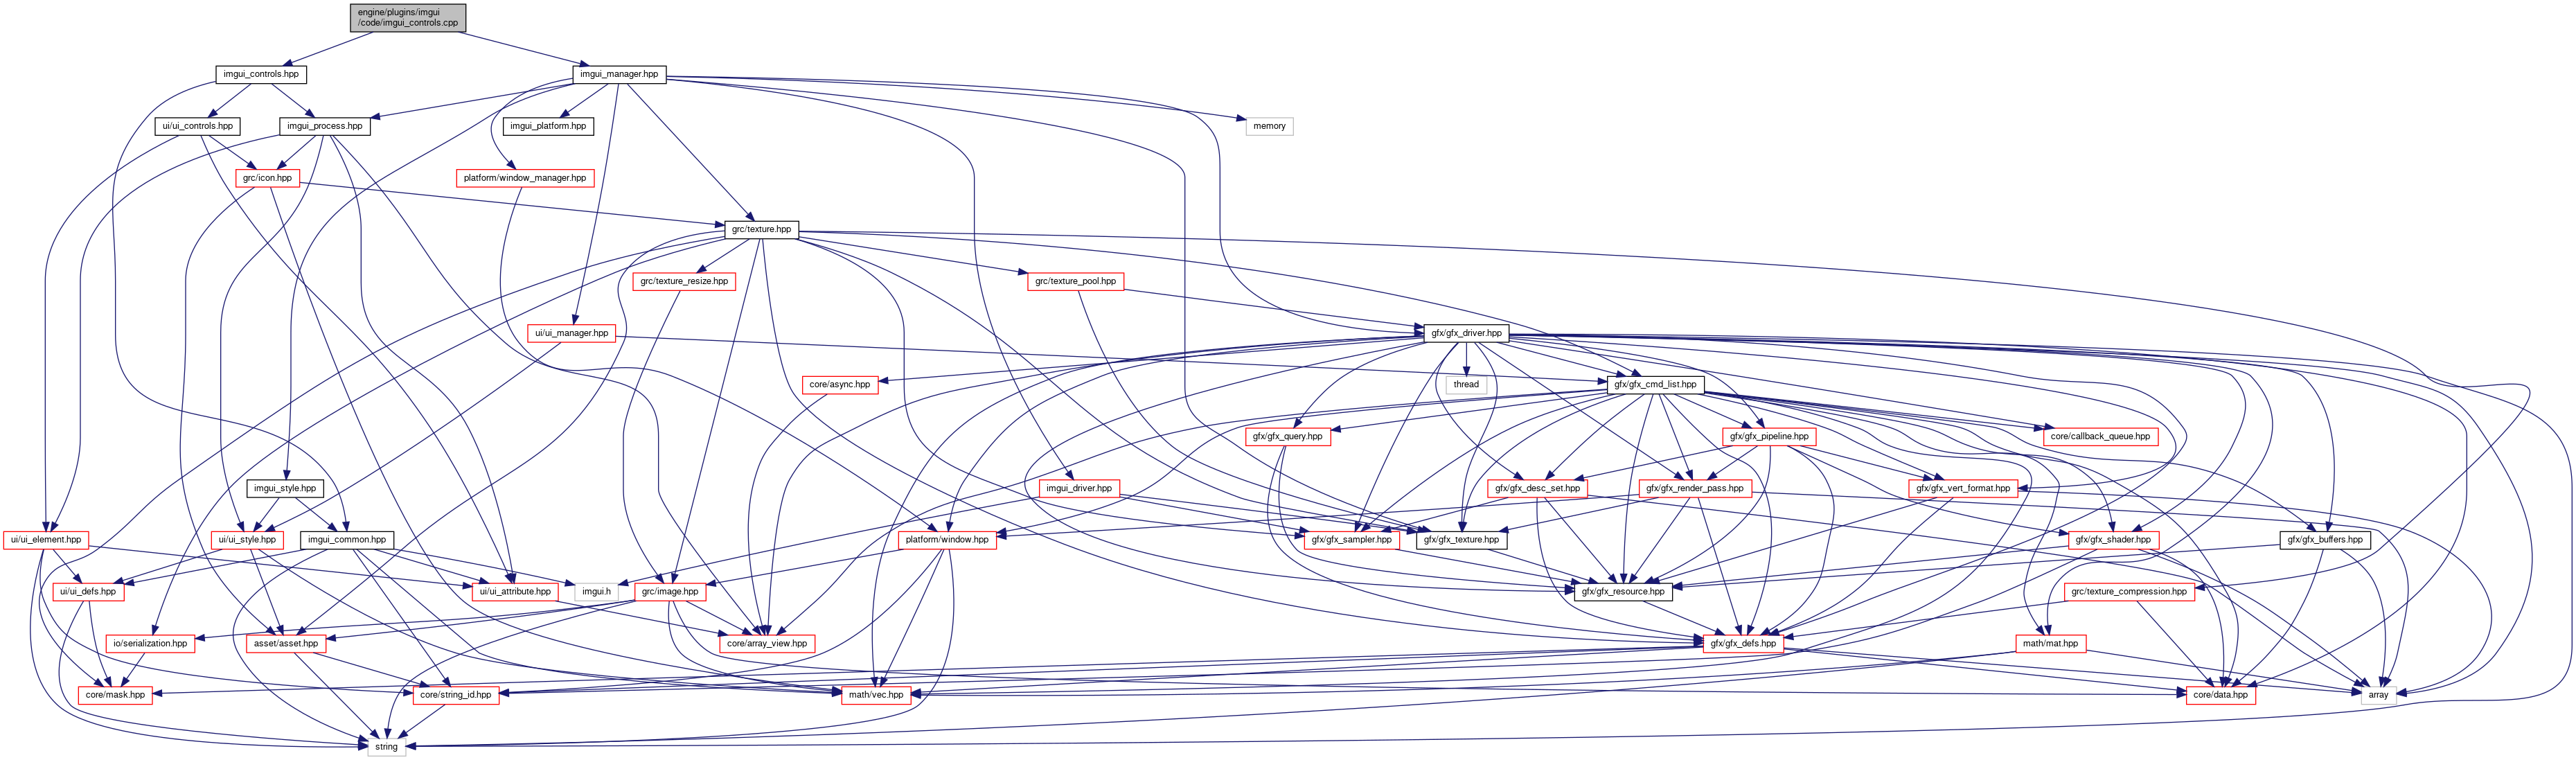 engine/plugins/imgui
/code/imgui_controls.cpp
imgui_controls.hpp
imgui_manager.hpp
ui/ui_controls.hpp
imgui_process.hpp
imgui_platform.hpp
memory
grc/icon.hpp
platform/window_manager.hpp
grc/texture.hpp
grc/texture_resize.hpp
grc/texture_pool.hpp
ui/ui_manager.hpp
gfx/gfx_driver.hpp
core/async.hpp
thread
gfx/gfx_cmd_list.hpp
gfx/gfx_query.hpp
gfx/gfx_pipeline.hpp
core/callback_queue.hpp
imgui_style.hpp
imgui_driver.hpp
gfx/gfx_desc_set.hpp
gfx/gfx_render_pass.hpp
gfx/gfx_vert_format.hpp
ui/ui_element.hpp
ui/ui_style.hpp
imgui_common.hpp
platform/window.hpp
gfx/gfx_sampler.hpp
gfx/gfx_texture.hpp
gfx/gfx_shader.hpp
gfx/gfx_buffers.hpp
ui/ui_defs.hpp
ui/ui_attribute.hpp
imgui.h
grc/image.hpp
gfx/gfx_resource.hpp
grc/texture_compression.hpp
io/serialization.hpp
asset/asset.hpp
core/array_view.hpp
gfx/gfx_defs.hpp
math/mat.hpp
core/mask.hpp
core/string_id.hpp
math/vec.hpp
core/data.hpp
array
string